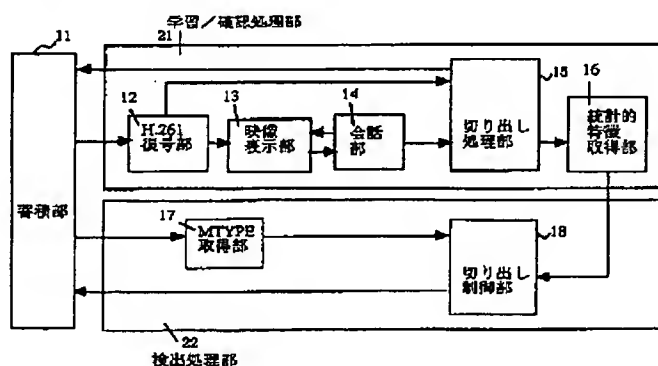 11
21
学習／確認処理部
12
H.261
復号部
13
映像
表示部
14
会話
部
15
切り出し
処理部
16
統計的
特徴
取得部
蓄積部
17
MTYPE
取得部
18
切り出し
制御部
22
検出処理部